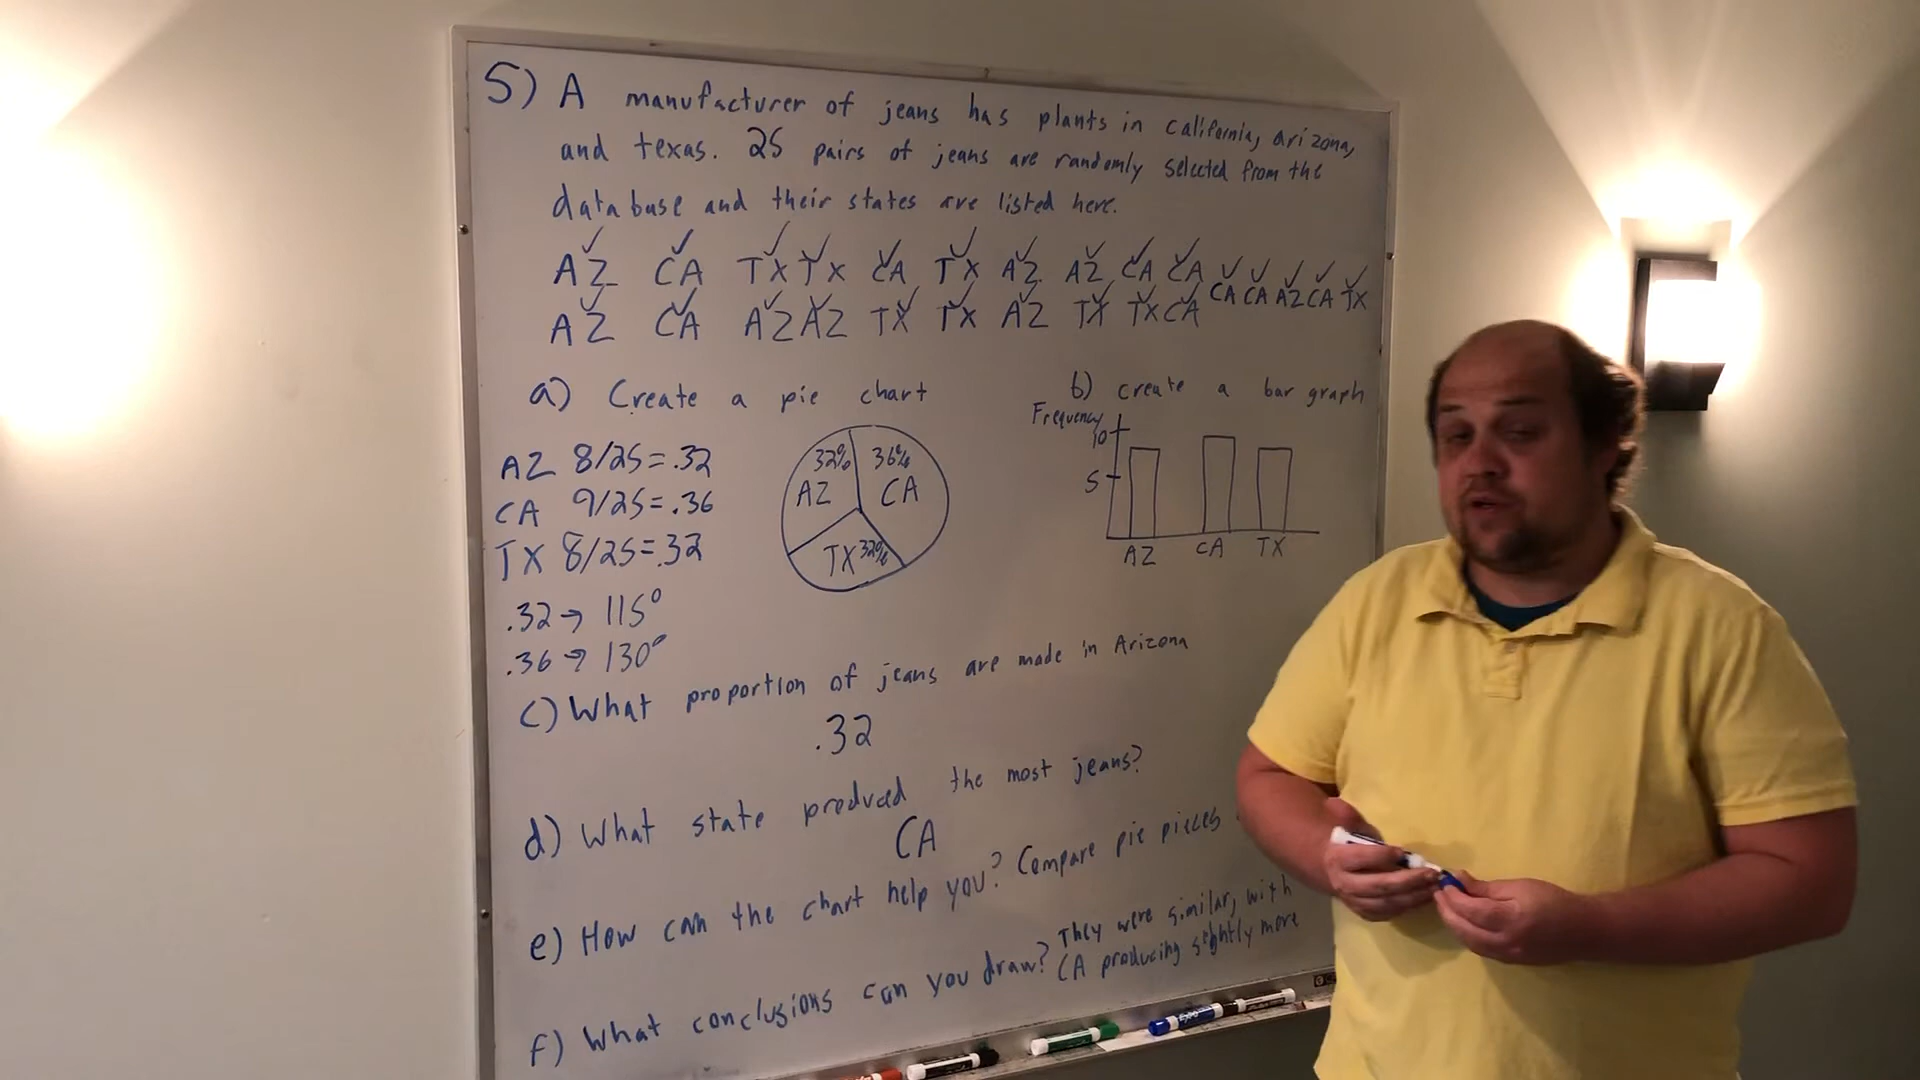 5) A manufacturer of jeans has plants in california, arizona,
and texas. 25 pairs of jeans are randomly selected from the
database and their states are listed here.
AZ CA TX TX CA TX AZ AZ CA CA CA CA AZ CA TX
AZ CA AZ AZ TX TX AZ TX TX CA
a) Create a pie chart
b) create a bar graph
AZ 8/25=.32
CA 9/25=.36
TX 8/25=.32
.32→ 115°
.36→ 130°
32% 36%
AZ CA
TX 32%
Frequency
10
5
AZ CA TX
c) What proportion of jeans are made in Arizona
.32
d) What state produced the most jeans?
CA
e) How can the chart help you? Compare pie pieces
f) What conclusions can you draw? They were similar, with
CA producing slightly more
Expo